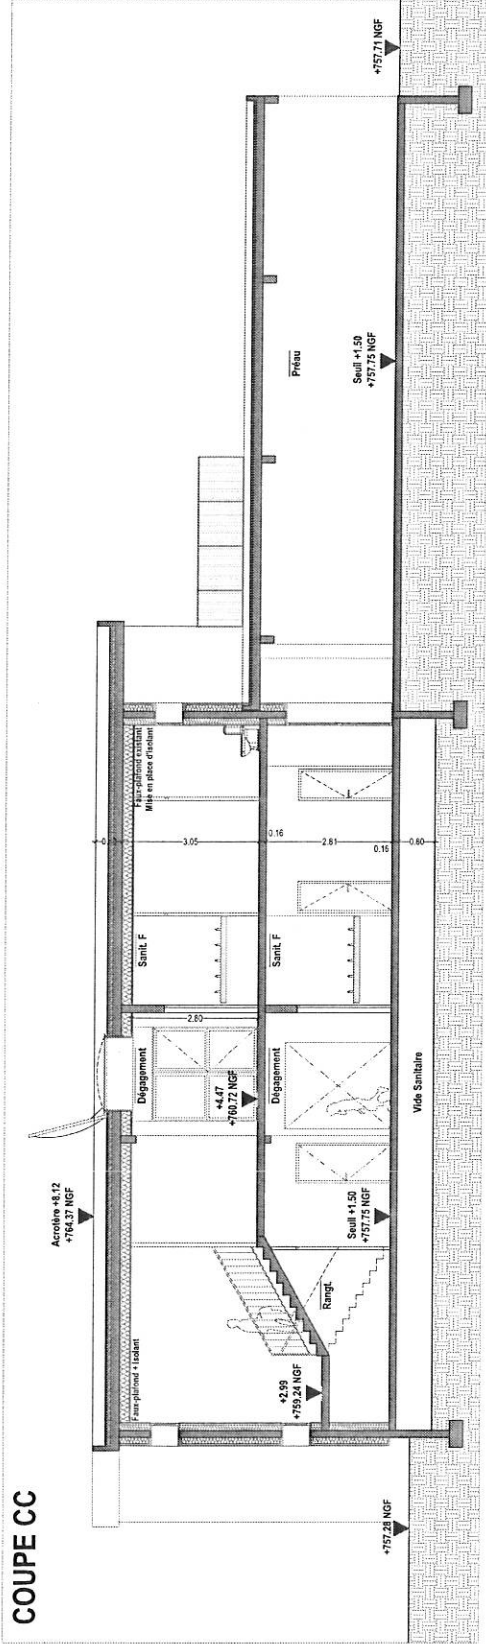 COUPE CC
Acrotère +8.12
+764.37 NGF
Faux-plafond + Isolant
Faux-plafond existant
Mise en place d'isolant
Dégagement
2.80
Sanit. F
3.05
+4.47
+760.72 NGF
0.16
Dégagement
Sanit. F
2.81
0.15
+2.99
+759.24 NGF
Rangt.
Seuil +1.50
+757.75 NGF
Préau
Seuil +1.50
+757.75 NGF
+757.71 NGF
+757.28 NGF
Vide Sanitaire
0.60